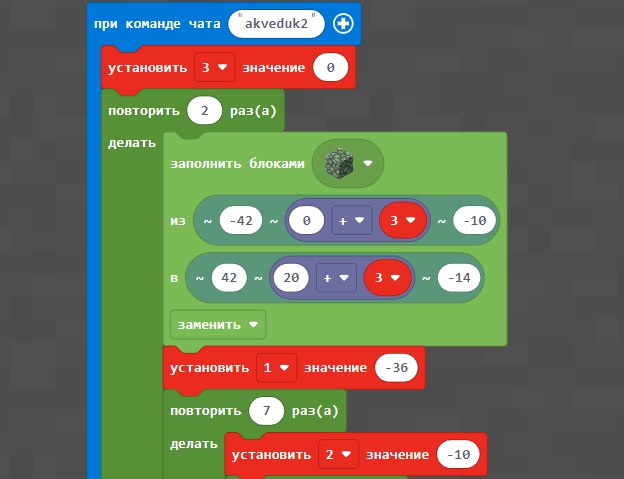 при команде чата "akveduk2"
установить 3 значение 0
повторить 2 раз(а)
делать
заполнить блоками
из ~ -42 ~ 0 + 3 ~ -10
в ~ 42 ~ 20 + 3 ~ -14
заменить
установить 1 значение -36
повторить 7 раз(а)
делать
установить 2 значение -10